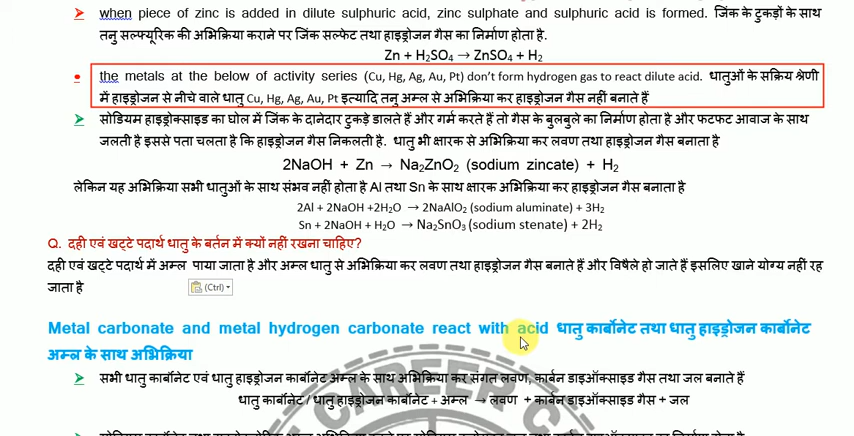 when piece of zinc is added in dilute sulphuric acid, zinc sulphate and sulphuric acid is formed. जिंक के टुकड़ों के साथ
तनु सल्फ्यूरिक की अभिक्रिया कराने पर जिंक सल्फेट तथा हाइड्रोजन गैस का निर्माण होता है.
Zn + H₂SO₄ → ZnSO₄ + H₂
the metals at the below of activity series (Cu, Hg, Ag, Au, Pt) don't form hydrogen gas to react dilute acid. धातुओं के सक्रिय श्रेणी
में हाइड्रोजन से नीचे वाले धातु Cu, Hg, Ag, Au, Pt इत्यादि तनु अम्ल से अभिक्रिया कर हाइड्रोजन गैस नहीं बनाते हैं
सोडियम हाइड्रोक्साइड का घोल में जिंक के दानेदार टुकड़े डालते हैं और गर्म करते हैं तो गैस के बुलबुले का निर्माण होता है और फटफट आवाज के साथ
जलती है इससे पता चलता है कि हाइड्रोजन गैस निकलती है. धातु भी क्षारक से अभिक्रिया कर लवण तथा हाइड्रोजन गैस बनाता है
2NaOH + Zn → Na₂ZnO₂ (sodium zincate) + H₂
लेकिन यह अभिक्रिया सभी धातुओं के साथ संभव नहीं होता है Al तथा Sn के साथ क्षारक अभिक्रिया कर हाइड्रोजन गैस बनाता है
2Al + 2NaOH +2H₂O → 2NaAlO₂ (sodium aluminate) + 3H₂
Sn + 2NaOH + H₂O → Na₂SnO₃ (sodium stenate) + 2H₂
Q. दही एवं खट्टे पदार्थ धातु के बर्तन में क्यों नहीं रखना चाहिए?
दही एवं खट्टे पदार्थ में अम्ल पाया जाता है और अम्ल धातु से अभिक्रिया कर लवण तथा हाइड्रोजन गैस बनाते हैं और विषैले हो जाते हैं इसलिए खाने योग्य नहीं रह
जाता है
(Ctrl)
Metal carbonate and metal hydrogen carbonate react with acid धातु कार्बोनेट तथा धातु हाइड्रोजन कार्बोनेट
अम्ल के साथ अभिक्रिया
CAREER
सभी धातु कार्बोनेट एवं धातु हाइड्रोजन कार्बोनेट अम्ल के साथ अभिक्रिया कर संगत लवण, कार्बन डाइऑक्साइड गैस तथा जल बनाते हैं
धातु कार्बोनेट / धातु हाइड्रोजन कार्बोनेट + अम्ल → लवण + कार्बन डाइऑक्साइड गैस + जल